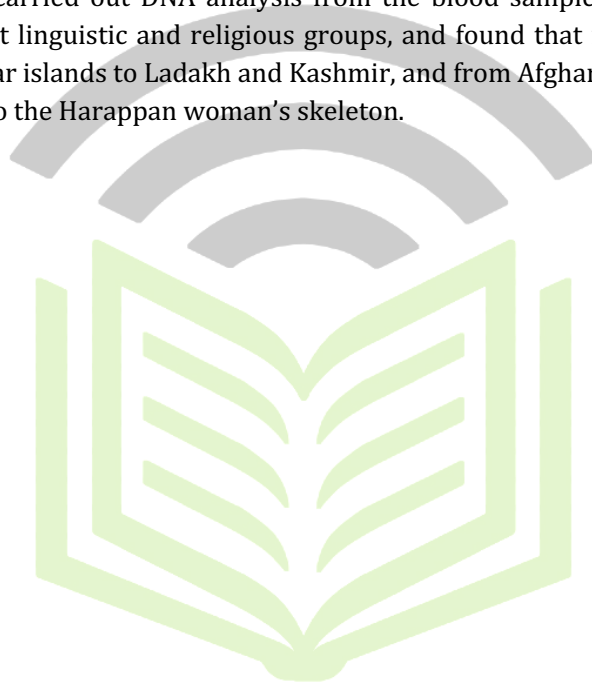 carried out DNA analysis from the blood sample
t linguistic and religious groups, and found that
ar islands to Ladakh and Kashmir, and from Afghan
o the Harappan woman's skeleton.